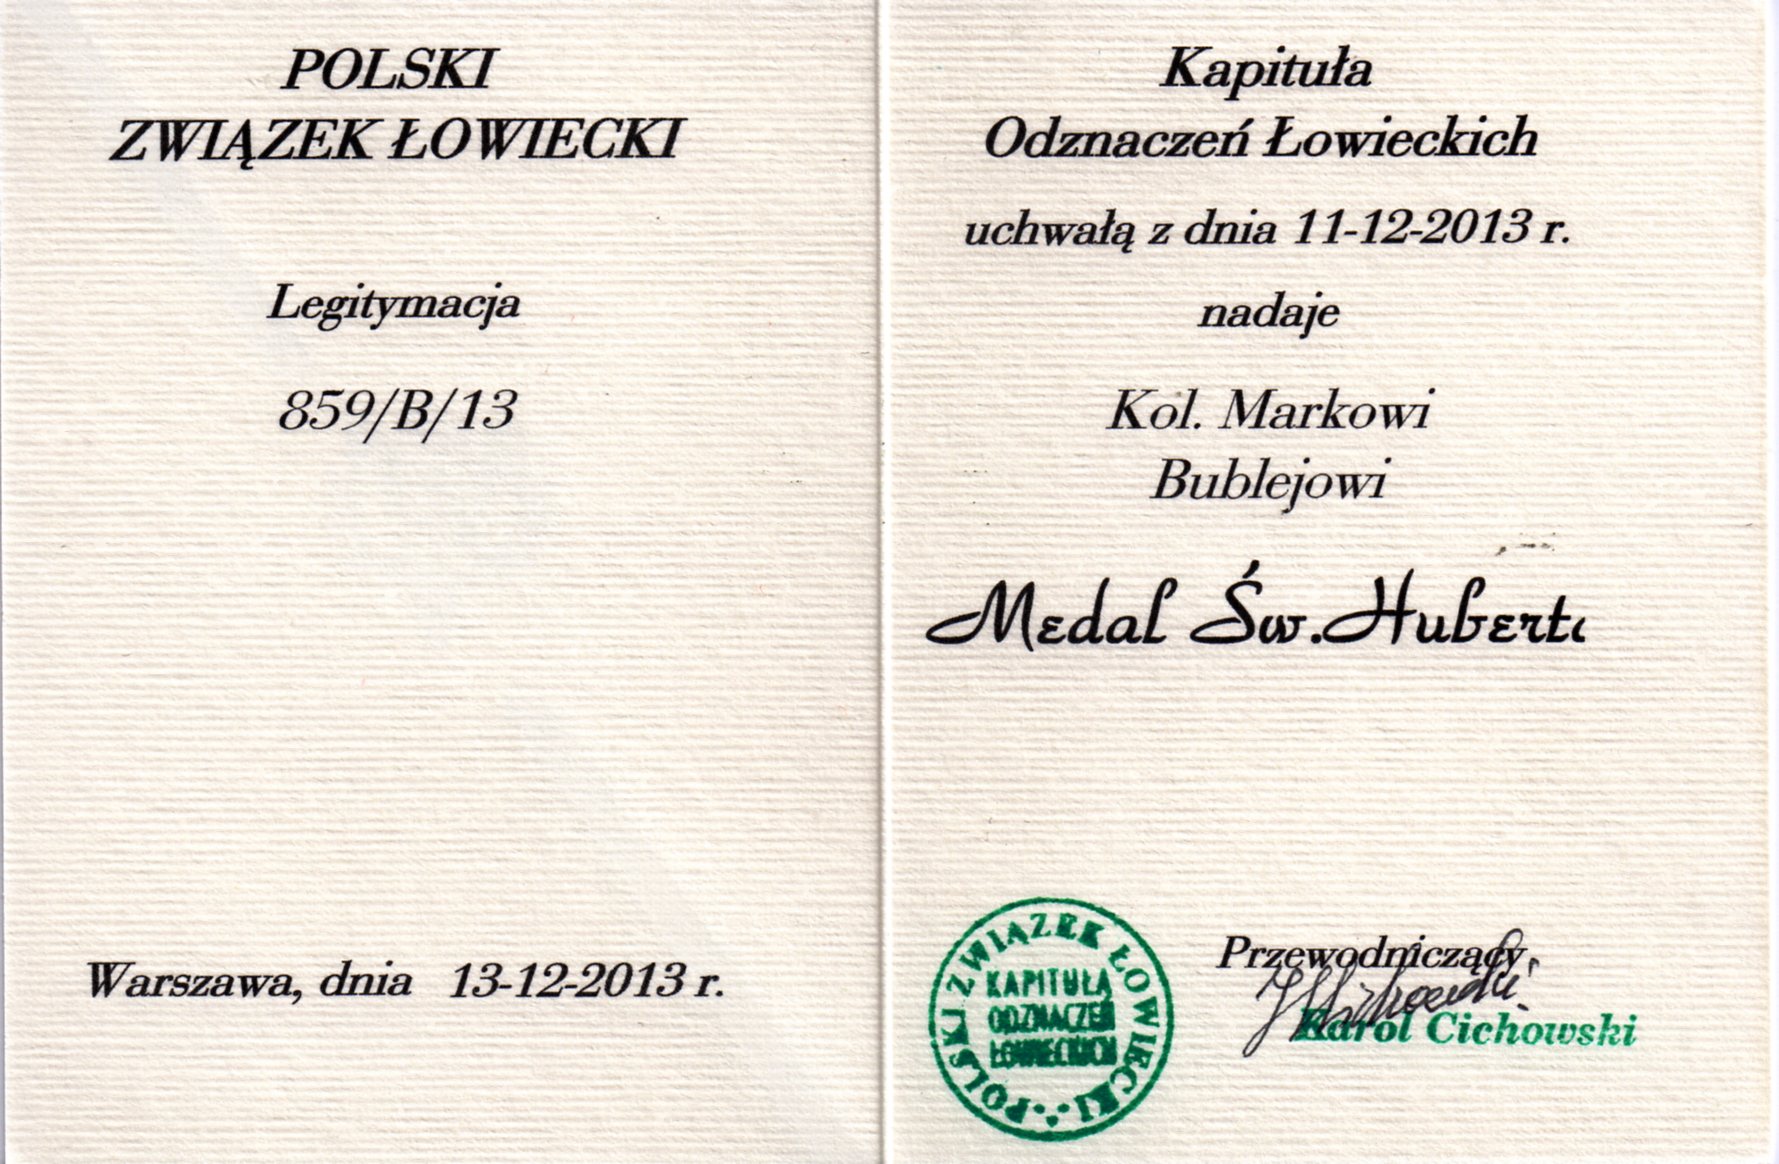 POLSKI
ZWIĄZEK ŁOWIECKI
Legitymacja
859/B/13
Warszawa, dnia 13-12-2013 r.
Kapituła
Odznaczeń Łowieckich
uchwałą z dnia 11-12-2013 r.
nadaje
Kol. Markowi
Bublejowi
Medal Św. Huberta
POLSKI ZWIĄZEK ŁOWIECKI
KAPITUŁA
ODZNACZEŃ
ŁOWIECKICH
Przewodniczący
Karol Cichowski